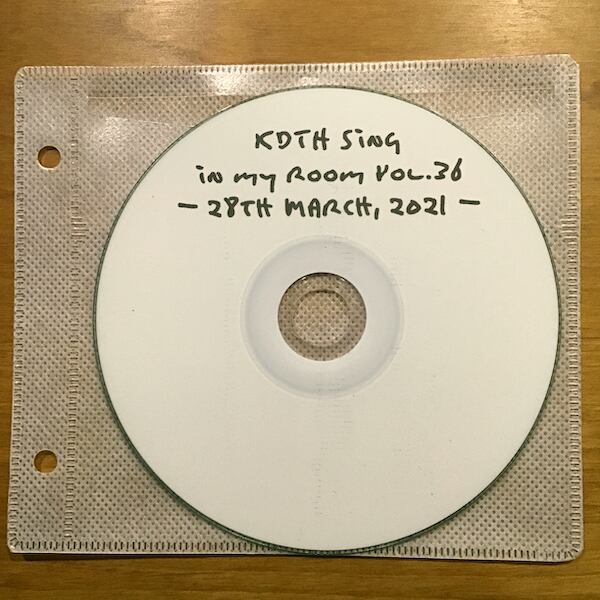 KDTH SiNG
in my ROOM VOL.36
— 28TH MARCH, 2021 —